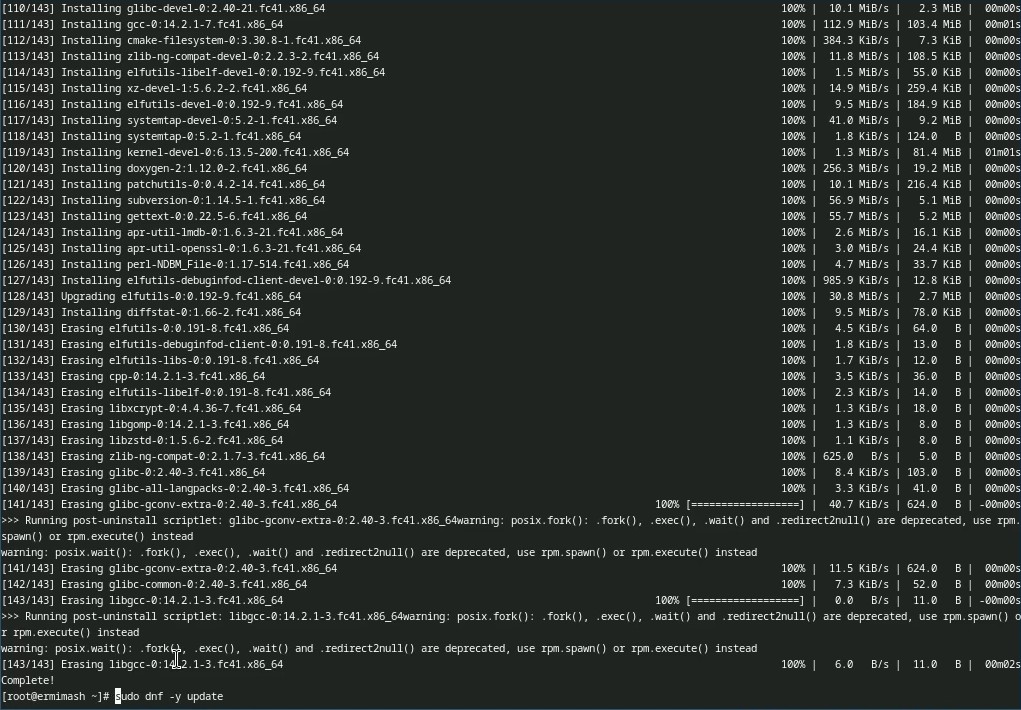 [110/143] Installing glibc-devel-0:2.40-21.fc41.x86_64 100% | 10.1 MiB/s | 2.3 MiB | 00m00s
[111/143] Installing gcc-0:14.2.1-7.fc41.x86_64 100% | 112.9 MiB/s | 103.4 MiB | 00m01s
[112/143] Installing cmake-filesystem-0:3.30.8-1.fc41.x86_64 100% | 384.3 KiB/s | 7.3 KiB | 00m00s
[113/143] Installing zlib-ng-compat-devel-0:2.2.3-2.fc41.x86_64 100% | 11.8 MiB/s | 108.5 KiB | 00m00s
[114/143] Installing elfutils-libelf-devel-0:0.192-9.fc41.x86_64 100% | 1.5 MiB/s | 55.0 KiB | 00m00s
[115/143] Installing xz-devel-1:5.6.2-2.fc41.x86_64 100% | 14.9 MiB/s | 259.4 KiB | 00m00s
[116/143] Installing elfutils-devel-0:0.192-9.fc41.x86_64 100% | 9.5 MiB/s | 184.9 KiB | 00m00s
[117/143] Installing systemtap-devel-0:5.2-1.fc41.x86_64 100% | 41.0 MiB/s | 9.2 MiB | 00m00s
[118/143] Installing systemtap-0:5.2-1.fc41.x86_64 100% | 1.8 KiB/s | 124.0 B | 00m00s
[119/143] Installing kernel-devel-0:6.13.5-200.fc41.x86_64 100% | 1.3 MiB/s | 81.4 MiB | 01m01s
[120/143] Installing doxygen-2:1.12.0-2.fc41.x86_64 100% | 256.3 MiB/s | 19.2 MiB | 00m00s
[121/143] Installing patchutils-0:0.4.2-14.fc41.x86_64 100% | 10.1 MiB/s | 216.4 KiB | 00m00s
[122/143] Installing subversion-0:1.14.5-1.fc41.x86_64 100% | 56.9 MiB/s | 5.1 MiB | 00m00s
[123/143] Installing gettext-0:0.22.5-6.fc41.x86_64 100% | 55.7 MiB/s | 5.2 MiB | 00m00s
[124/143] Installing apr-util-lmdb-0:1.6.3-21.fc41.x86_64 100% | 2.6 MiB/s | 16.1 KiB | 00m00s
[125/143] Installing apr-util-openssl-0:1.6.3-21.fc41.x86_64 100% | 3.0 MiB/s | 24.4 KiB | 00m00s
[126/143] Installing perl-NDBM_File-0:1.17-514.fc41.x86_64 100% | 4.7 MiB/s | 33.7 KiB | 00m00s
[127/143] Installing elfutils-debuginfod-client-devel-0:0.192-9.fc41.x86_64 100% | 985.9 KiB/s | 12.8 KiB | 00m00s
[128/143] Upgrading elfutils-0:0.192-9.fc41.x86_64 100% | 30.8 MiB/s | 2.7 MiB | 00m00s
[129/143] Installing diffstat-0:1.66-2.fc41.x86_64 100% | 9.5 MiB/s | 78.0 KiB | 00m00s
[130/143] Erasing elfutils-0:0.191-8.fc41.x86_64 100% | 4.5 KiB/s | 64.0 B | 00m00s
[131/143] Erasing elfutils-debuginfod-client-0:0.191-8.fc41.x86_64 100% | 1.8 KiB/s | 13.0 B | 00m00s
[132/143] Erasing elfutils-libs-0:0.191-8.fc41.x86_64 100% | 1.7 KiB/s | 12.0 B | 00m00s
[133/143] Erasing cpp-0:14.2.1-3.fc41.x86_64 100% | 3.5 KiB/s | 36.0 B | 00m00s
[134/143] Erasing elfutils-libelf-0:0.191-8.fc41.x86_64 100% | 2.3 KiB/s | 14.0 B | 00m00s
[135/143] Erasing libxcrypt-0:4.4.36-7.fc41.x86_64 100% | 1.3 KiB/s | 18.0 B | 00m00s
[136/143] Erasing libgomp-0:14.2.1-3.fc41.x86_64 100% | 1.3 KiB/s | 8.0 B | 00m00s
[137/143] Erasing libzstd-0:1.5.6-2.fc41.x86_64 100% | 1.1 KiB/s | 8.0 B | 00m00s
[138/143] Erasing zlib-ng-compat-0:2.1.7-3.fc41.x86_64 100% | 625.0 B/s | 5.0 B | 00m00s
[139/143] Erasing glibc-0:2.40-3.fc41.x86_64 100% | 8.4 KiB/s | 103.0 B | 00m00s
[140/143] Erasing glibc-all-langpacks-0:2.40-3.fc41.x86_64 100% | 3.3 KiB/s | 41.0 B | 00m00s
[141/143] Erasing glibc-gconv-extra-0:2.40-3.fc41.x86_64 100% [==================] | 40.7 KiB/s | 624.0 B | -00m00s
>>> Running post-uninstall scriptlet: glibc-gconv-extra-0:2.40-3.fc41.x86_64warning: posix.fork(): .fork(), .exec(), .wait() and .redirect2null() are deprecated, use rpm.
spawn() or rpm.execute() instead
warning: posix.wait(): .fork(), .exec(), .wait() and .redirect2null() are deprecated, use rpm.spawn() or rpm.execute() instead
[141/143] Erasing glibc-gconv-extra-0:2.40-3.fc41.x86_64 100% | 11.5 KiB/s | 624.0 B | 00m00s
[142/143] Erasing glibc-common-0:2.40-3.fc41.x86_64 100% | 7.3 KiB/s | 52.0 B | 00m00s
[143/143] Erasing libgcc-0:14.2.1-3.fc41.x86_64 100% [==================] | 0.0 B/s | 11.0 B | -00m00s
>>> Running post-uninstall scriptlet: libgcc-0:14.2.1-3.fc41.x86_64warning: posix.fork(): .fork(), .exec(), .wait() and .redirect2null() are deprecated, use rpm.spawn() o
r rpm.execute() instead
warning: posix.wait(): .fork(), .exec(), .wait() and .redirect2null() are deprecated, use rpm.spawn() or rpm.execute() instead
[143/143] Erasing libgcc-0:14.2.1-3.fc41.x86_64 100% | 6.0 B/s | 11.0 B | 00m02s
Complete!
[root@ermimash ~]# sudo dnf -y update